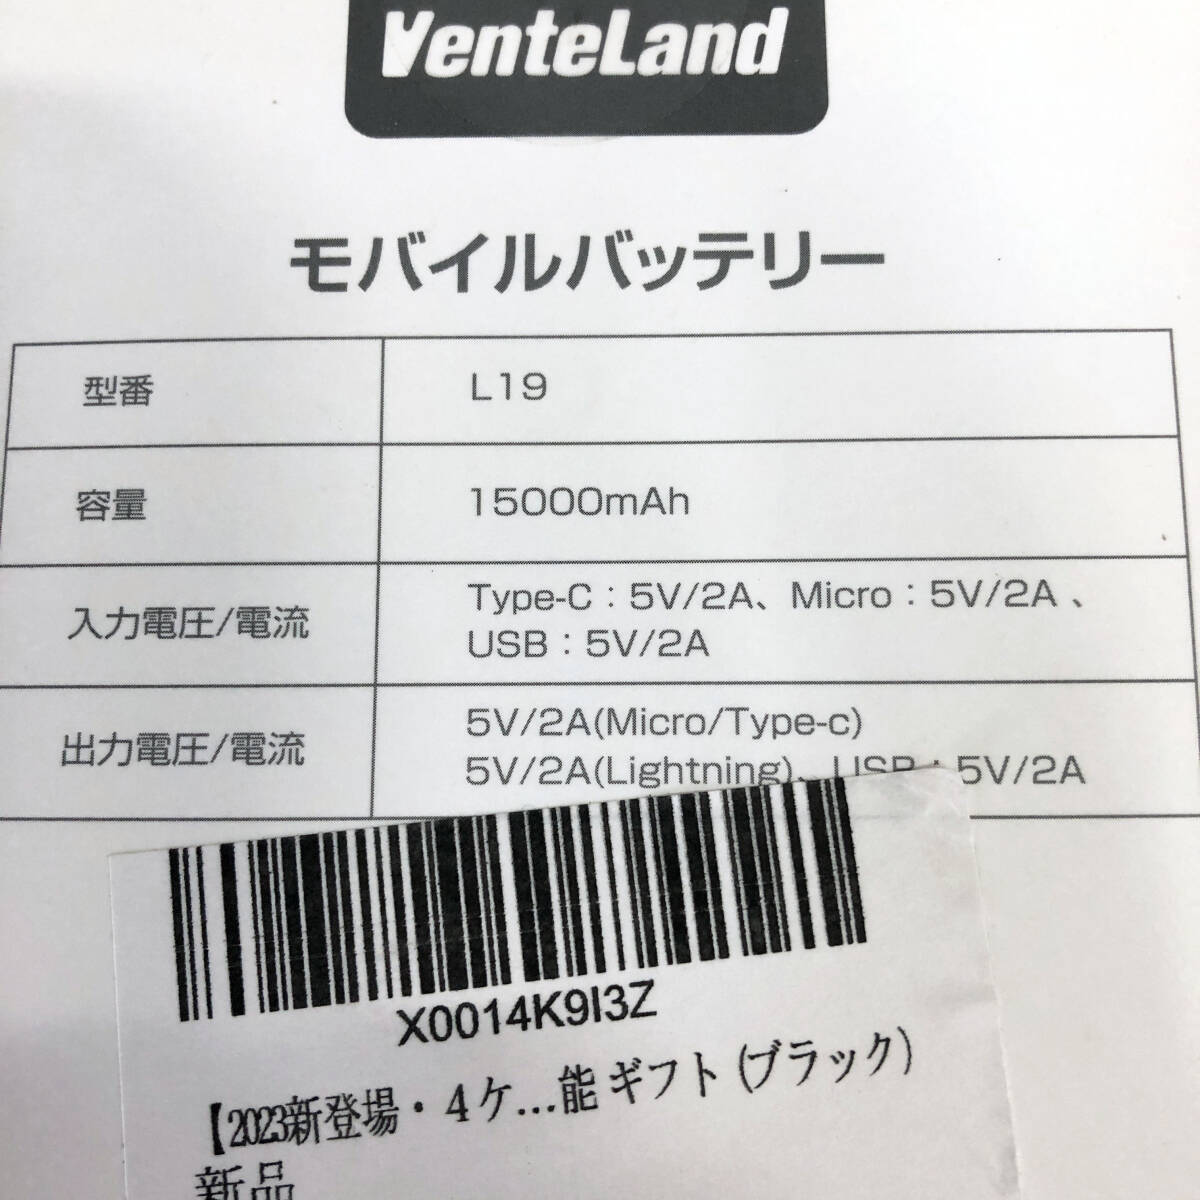 VenteLand
モバイルバッテリー
型番 L19
容量 15000mAh
入力電圧/電流 Type-C：5V/2A、Micro：5V/2A、
USB：5V/2A
出力電圧/電流 5V/2A(Micro/Type-c)
5V/2A(Lightning)、USB：5V/2A
X0014K9I3Z
【2023新登場・4ケ...能 ギフト (ブラック)
新品